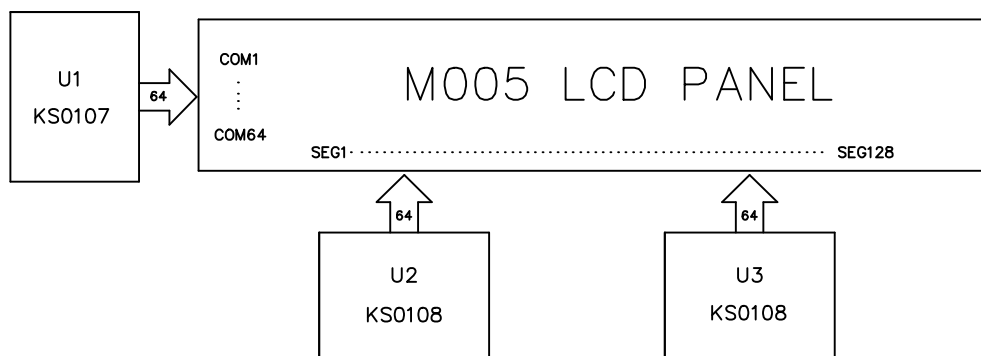 U1
KS0107
64
COM1
COM64
M005 LCD PANEL
SEG1 SEG128
64
64
U2
KS0108
U3
KS0108